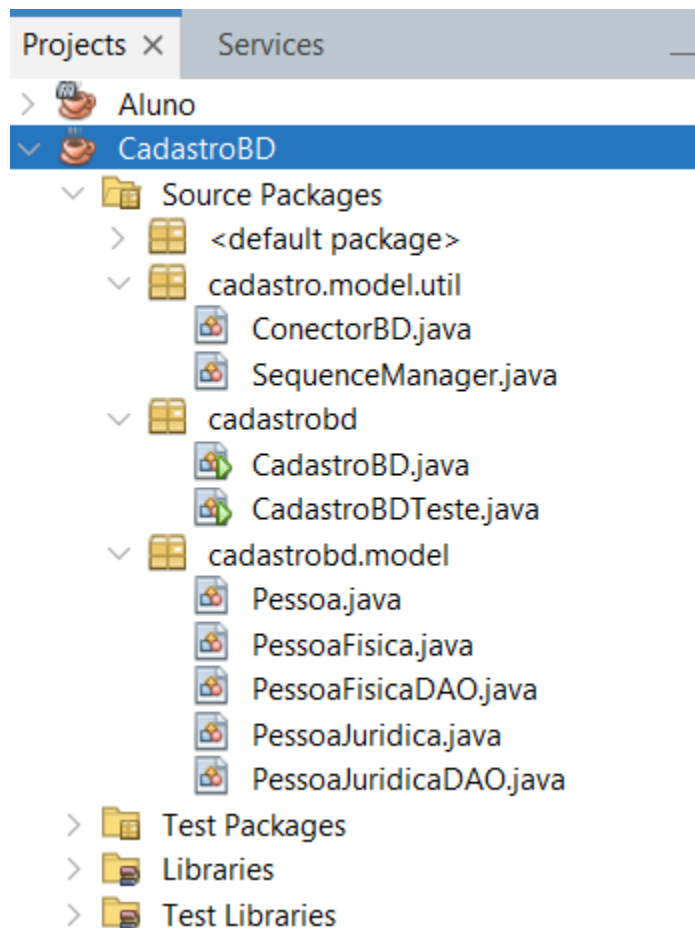 Projects Services
Aluno
CadastroBD
Source Packages
<default package>
cadastro.model.util
ConectorBD.java
SequenceManager.java
cadastrobd
CadastroBD.java
CadastroBDTeste.java
cadastrobd.model
Pessoa.java
PessoaFisica.java
PessoaFisicaDAO.java
PessoaJuridica.java
PessoaJuridicaDAO.java
Test Packages
Libraries
Test Libraries